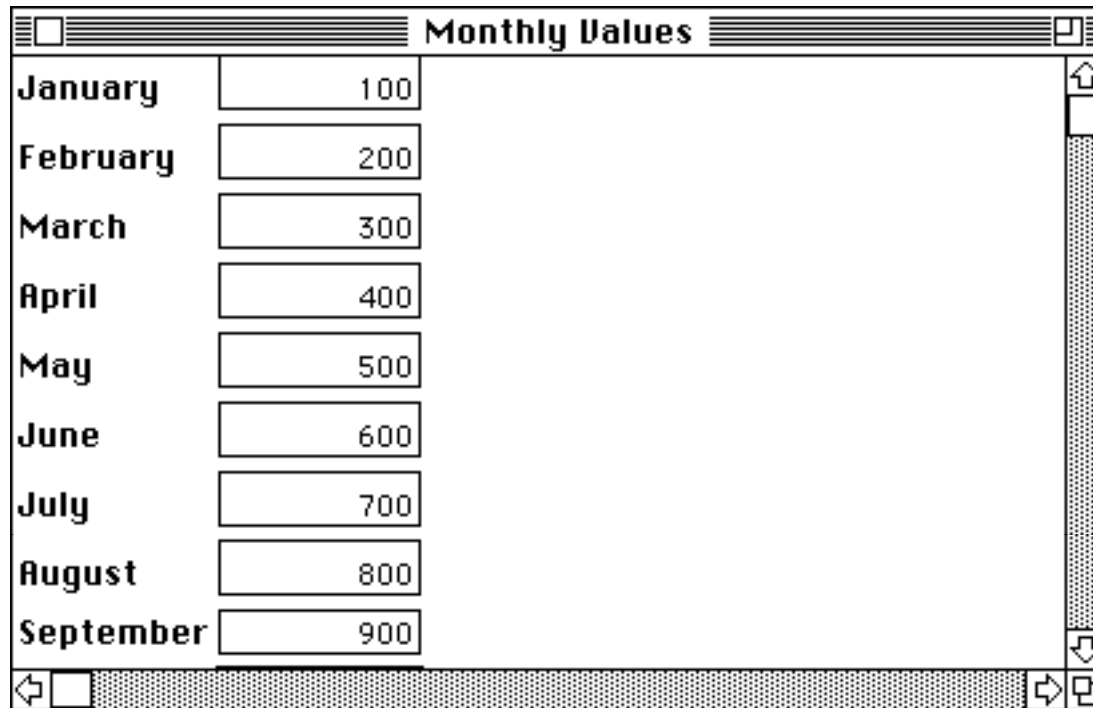 Monthly Values
January 100
February 200
March 300
April 400
May 500
June 600
July 700
August 800
September 900